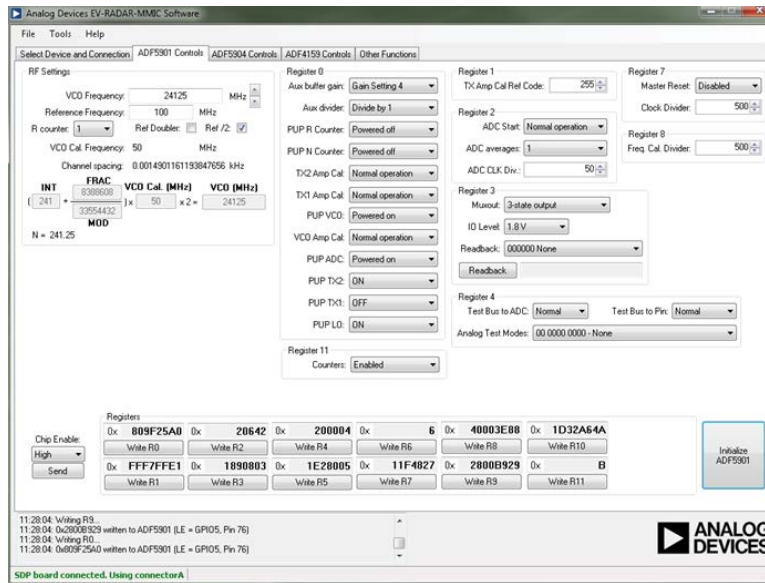 Analog Devices EV-RADAR-MMIC Software
File Tools Help
Select Device and Connection ADF5901 Controls ADF5904 Controls ADF4159 Controls Other Functions
RF Settings
VCO Frequency: 24125 MHz
Reference Frequency: 100 MHz
R counter: 1 Ref Doubler: Ref /2:
VCO Cal. Frequency: 50 MHz
Channel spacing: 0.0014901161193847656 kHz
INT FRAC VCO Cal. (MHz) VCO (MHz)
( 241 + 8388608 ) x 50 x 2 = 24125
33554432
MOD
N = 241.25
Register 0
Aux buffer gain: Gain Setting 4
Aux divider: Divide by 1
PUP R Counter: Powered off
PUP N Counter: Powered off
TX2 Amp Cal: Normal operation
TX1 Amp Cal: Normal operation
PUP VCO: Powered on
VCO Amp Cal: Normal operation
PUP ADC: Powered on
PUP TX2: ON
PUP TX1: OFF
PUP LO: ON
Register 11
Counters: Enabled
Register 1
TX Amp Cal Ref Code: 255
Register 2
ADC Start: Normal operation
ADC averages: 1
ADC CLK Div.: 50
Register 3
Muxout: 3-state output
IO Level: 1.8 V
Readback: 000000 None
Readback
Register 4
Test Bus to ADC: Normal Test Bus to Pin: Normal
Analog Test Modes: 00 0000 0000 - None
Register 7
Master Reset: Disabled
Clock Divider: 500
Register 8
Freq. Cal. Divider: 500
Chip Enable:
High
Send
Registers
0x 809F25A0 0x 20642 0x 200004 0x 6 0x 40003E88 0x 1D32A64A
Write R0 Write R2 Write R4 Write R6 Write R8 Write R10
0x FFF7FFE1 0x 1890803 0x 1E28005 0x 11F4827 0x 2800B929 0x B
Write R1 Write R3 Write R5 Write R7 Write R9 Write R11
Initialize
ADF5901
11:28:04: Writing R9...
11:28:04: 0x2800B929 written to ADF5901 (LE = GPIO5, Pin 76)
11:28:04: Writing R0...
11:28:04: 0x809F25A0 written to ADF5901 (LE = GPIO5, Pin 76)
ANALOG
DEVICES
SDP board connected. Using connectorA